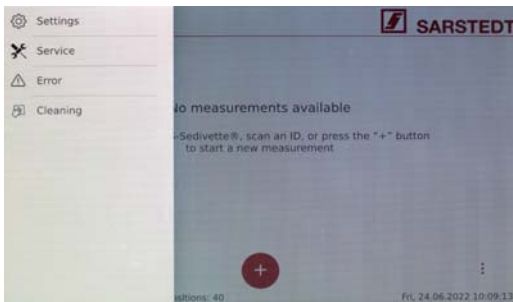 Settings
Service
Error
Cleaning
SARSTEDT
No measurements available
-Sedivette®, scan an ID, or press the "+" button
to start a new measurement
+
sitions: 40
Fri, 24.06.2022 10:09:13